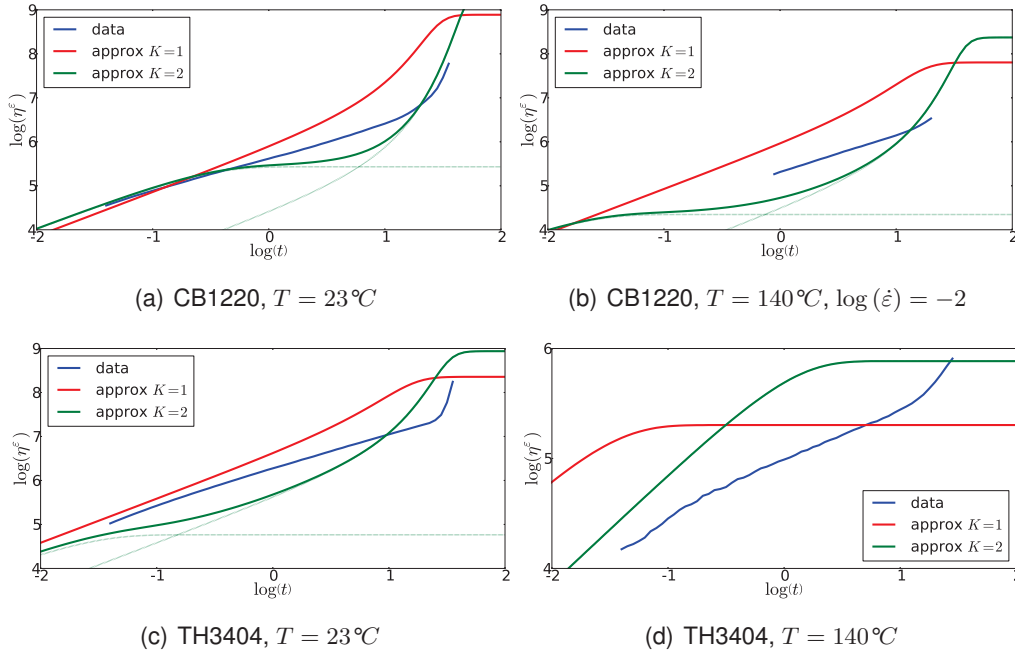 9
8
7
6
5
4
log(η^ε)
data
approx K=1
approx K=2
-2 -1 0 1 2
log(t)
(a) CB1220, T = 23°C
9
8
7
6
5
4
log(η^ε)
data
approx K=1
approx K=2
-2 -1 0 1 2
log(t)
(b) CB1220, T = 140°C, log (ε̇) = −2
9
8
7
6
5
4
log(η^ε)
data
approx K=1
approx K=2
-2 -1 0 1 2
log(t)
(c) TH3404, T = 23°C
6
5
4
log(η^ε)
data
approx K=1
approx K=2
-2 -1 0 1 2
log(t)
(d) TH3404, T = 140°C